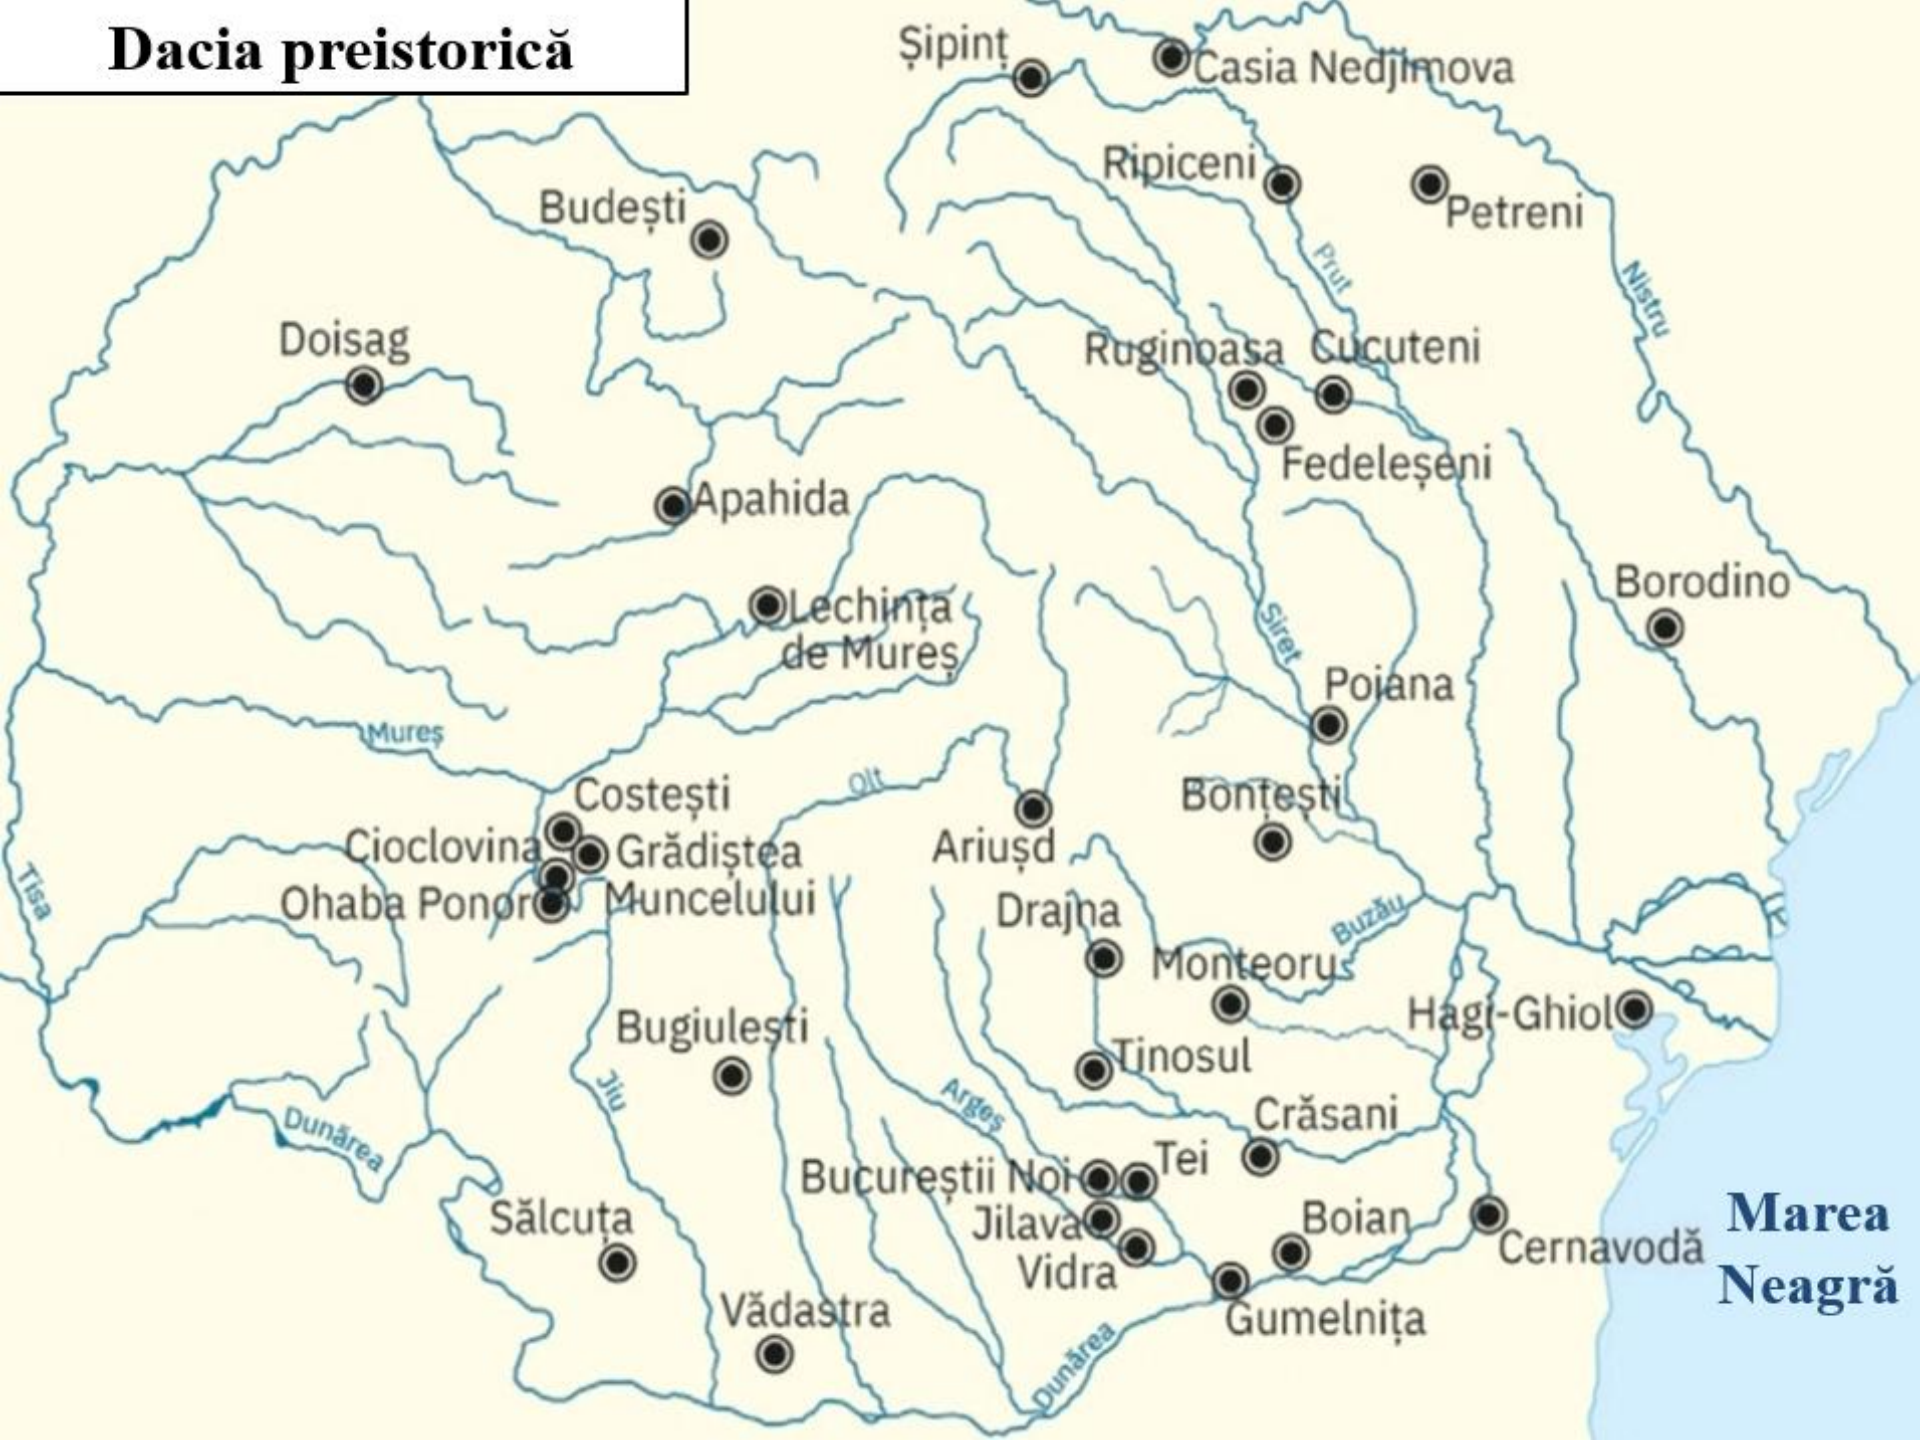 Dacia preistorică
Șipinț
Casia Nedjimova
Ripiceni
Petreni
Budești
Prut
Nistru
Doisag
Ruginoasa
Cucuteni
Fedeleșeni
Apahida
Lechința
de Mureș
Borodino
Siret
Poiana
Mureș
Olt
Costești
Bontești
Cioclovina
Grădiștea
Muncelului
Ariușd
Ohaba Ponor
Tisa
Drajna
Buzău
Monteoru
Hagi-Ghiol
Bugiulești
Tinosul
Jiu
Argeș
Crăsani
Dunărea
Bucureștii Noi
Tei
Jilava
Boian
Sălcuța
Vidra
Cernavodă
Marea
Neagră
Vădastra
Gumelnița
Dunărea